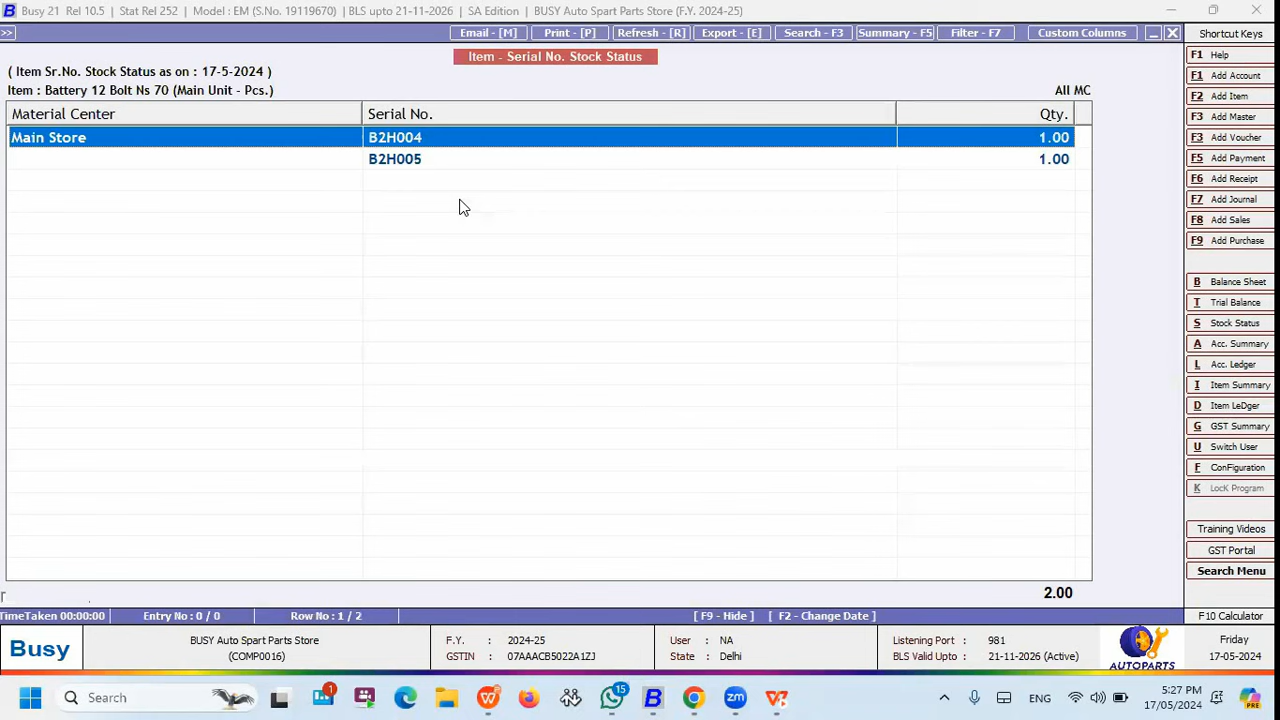 Busy 21 Rel 10.5 | Stat Rel 252 | Model : EM (S.No. 19119670) | BLS upto 21-11-2026 | SA Edition | BUSY Auto Spart Parts Store (F.Y. 2024-25)
>> Email - [M] Print - [P] Refresh - [R] Export - [E] Search - F3 Summary - F5 Filter - F7 Custom Columns Shortcut Keys
Item - Serial No. Stock Status
( Item Sr.No. Stock Status as on : 17-5-2024 )
Item : Battery 12 Bolt Ns 70 (Main Unit - Pcs.) All MC
Material Center Serial No. Qty.
Main Store B2H004 1.00
B2H005 1.00
2.00
F1 Help
F1 Add Account
F2 Add Item
F3 Add Master
F3 Add Voucher
F5 Add Payment
F6 Add Receipt
F7 Add Journal
F8 Add Sales
F9 Add Purchase
B Balance Sheet
T Trial Balance
S Stock Status
A Acc. Summary
L Acc. Ledger
I Item Summary
D Item LeDger
G GST Summary
U Switch User
F ConFiguration
K LocK Program
Training Videos
GST Portal
Search Menu
TimeTaken 00:00:00 Entry No : 0 / 0 Row No : 1 / 2 [ F9 - Hide ] [ F2 - Change Date ] F10 Calculator
Busy BUSY Auto Spart Parts Store F.Y. : 2024-25 User : NA Listening Port : 981 Friday
(COMP0016) GSTIN : 07AAACB5022A1ZJ State : Delhi BLS Valid Upto : 21-11-2026 (Active) AUTOPARTS 17-05-2024
Search 1 15 ENG 5:27 PM
17/05/2024 PRE